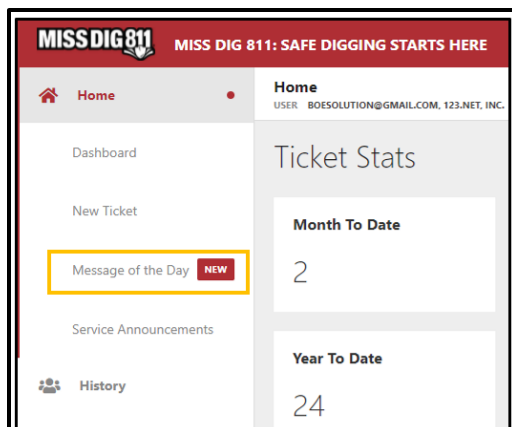 MISS DIG 811 MISS DIG 811: SAFE DIGGING STARTS HERE
Home
Dashboard
New Ticket
Message of the Day NEW
Service Announcements
History
Home
USER BOESOLUTION@GMAIL.COM, 123.NET, INC.
Ticket Stats
Month To Date
2
Year To Date
24